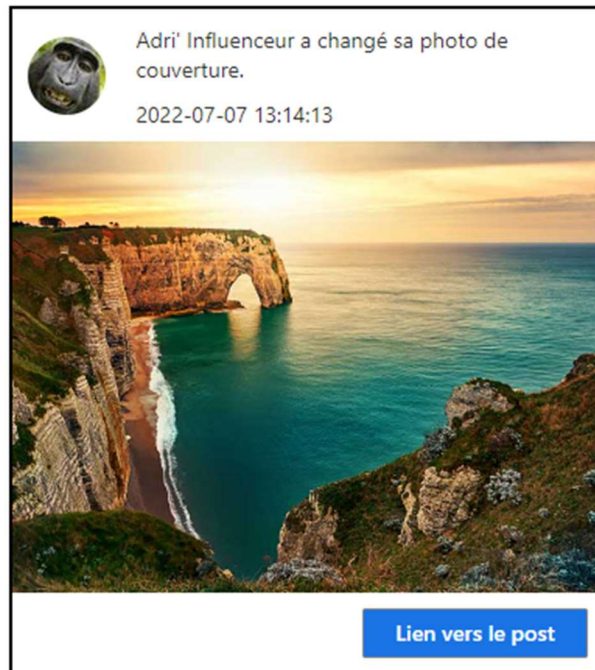 Adri' Influenceur a changé sa photo de
couverture.
2022-07-07 13:14:13
Lien vers le post